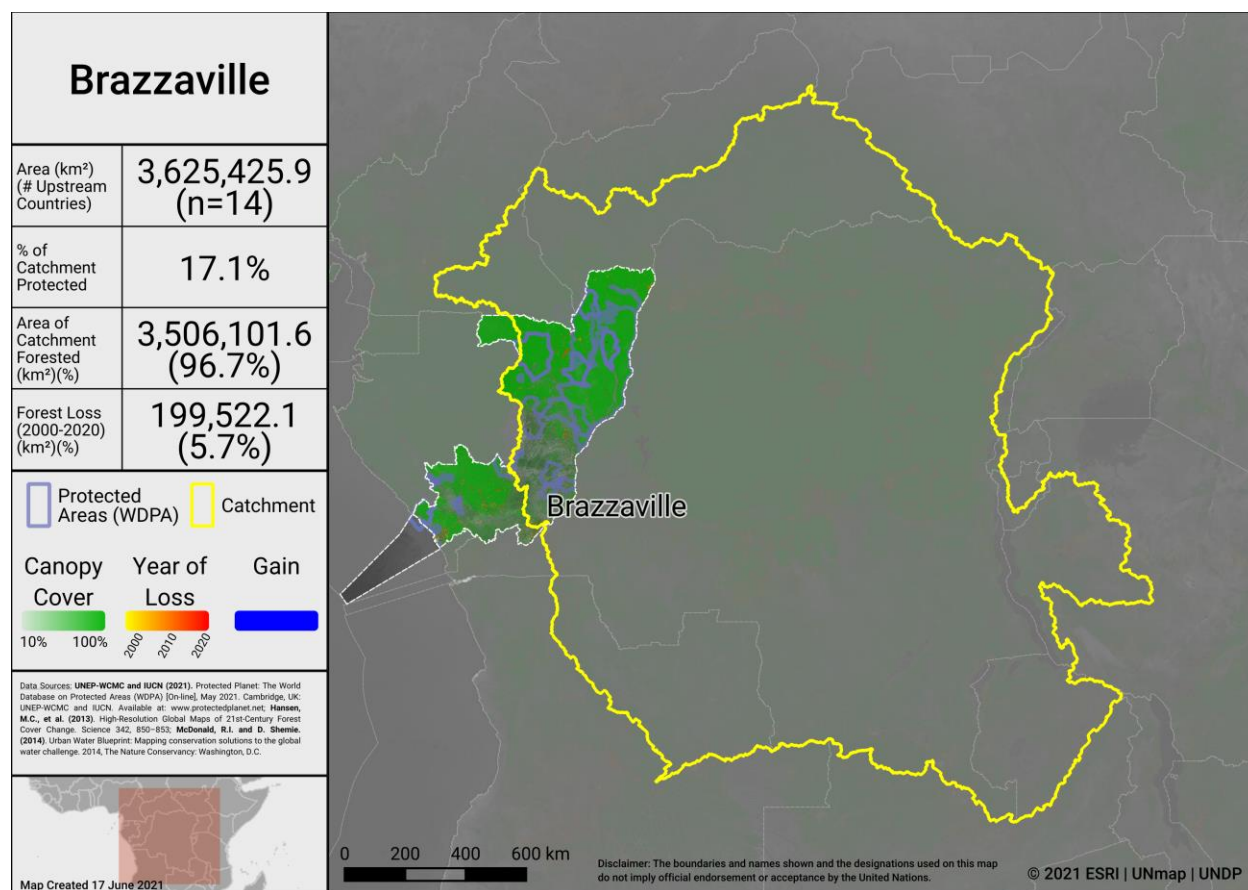 Brazzaville
Area (km²)
(# Upstream
Countries)
3,625,425.9
(n=14)
% of
Catchment
Protected
17.1%
Area of
Catchment
Forested
(km²)(%)
3,506,101.6
(96.7%)
Forest Loss
(2000-2020)
(km²)(%)
199,522.1
(5.7%)
Protected
Areas (WDPA)
Catchment
Canopy
Cover
10% 100%
Year of
Loss
2000 2010 2020
Gain
Data Sources: UNEP-WCMC and IUCN (2021). Protected Planet: The World
Database on Protected Areas (WDPA) [On-line], May 2021. Cambridge, UK:
UNEP-WCMC and IUCN. Available at: www.protectedplanet.net; Hansen,
M.C., et al. (2013). High-Resolution Global Maps of 21st-Century Forest
Cover Change. Science 342, 850–853; McDonald, R.I. and D. Shemie.
(2014). Urban Water Blueprint: Mapping conservation solutions to the global
water challenge. 2014, The Nature Conservancy: Washington, D.C.
Map Created 17 June 2021
Brazzaville
0 200 400 600 km
Disclaimer: The boundaries and names shown and the designations used on this map
do not imply official endorsement or acceptance by the United Nations.
© 2021 ESRI | UNmap | UNDP